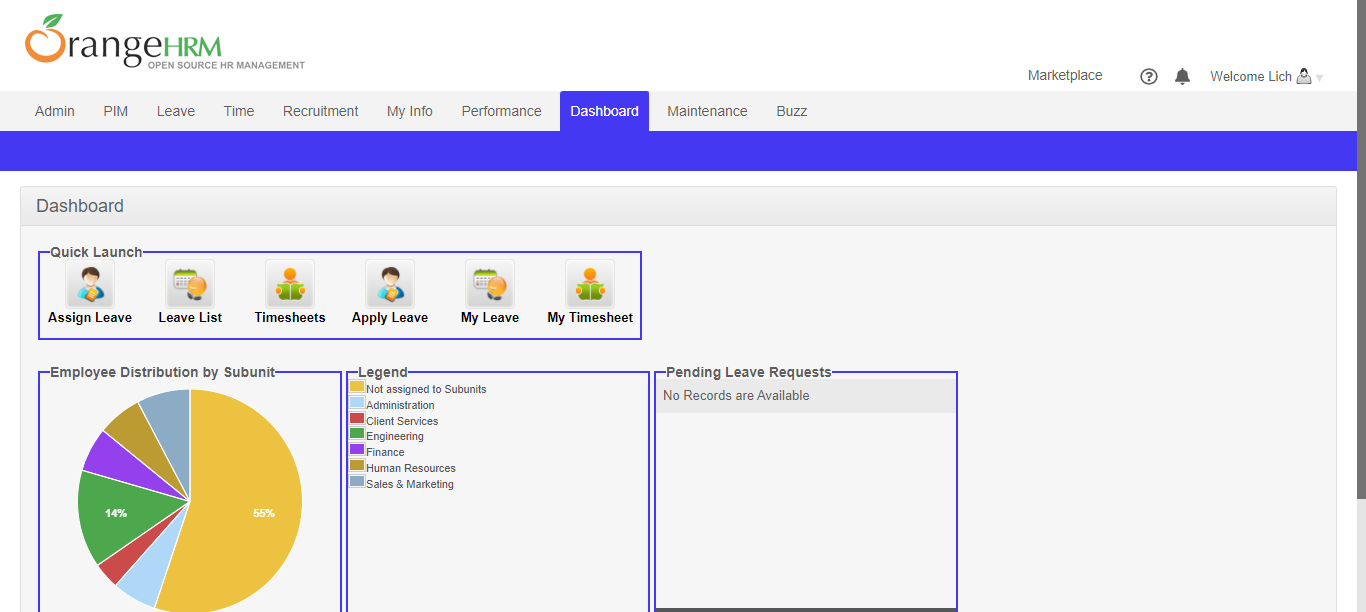 OrangeHRM
OPEN SOURCE HR MANAGEMENT
Marketplace ? Welcome Lich
Admin PIM Leave Time Recruitment My Info Performance Dashboard Maintenance Buzz
Dashboard
Quick Launch
Assign Leave Leave List Timesheets Apply Leave My Leave My Timesheet
Employee Distribution by Subunit
14%
55%
Legend
Not assigned to Subunits
Administration
Client Services
Engineering
Finance
Human Resources
Sales & Marketing
Pending Leave Requests
No Records are Available